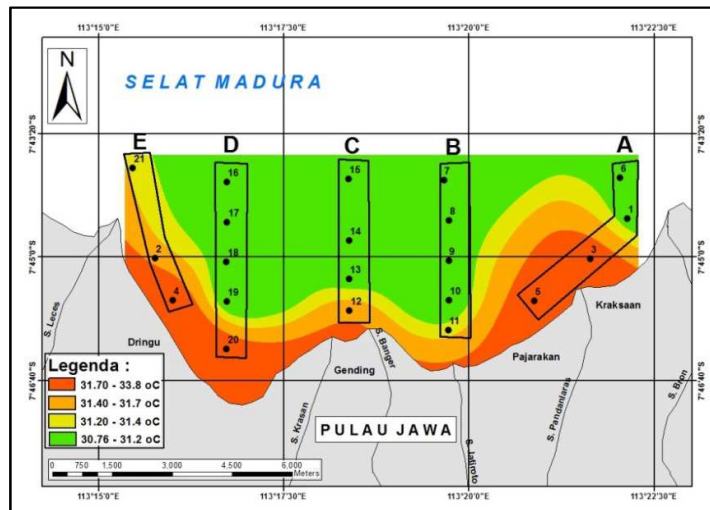 113°15'0"E 113°17'30"E 113°20'0"E 113°22'30"E
N
SELAT MADURA
7°43'20"S 7°43'20"S
E D C B A
21 16 15 7 6
17 8 1
14
2 18 9 3
7°45'0"S 7°45'0"S
13
4 19 10 5
12
11
20
S. Leces
Dringu
Kraksaan
Pajarakan
Gending
S. Banger
S. Krasan
S. Pandanlaras
Legenda :
31.70 - 33.8 oC
31.40 - 31.7 oC
31.20 - 31.4 oC
30.76 - 31.2 oC
7°46'40"S 7°46'40"S
PULAU JAWA
0 750 1,500 3,000 4,500 6,000
Meters
113°15'0"E 113°17'30"E 113°20'0"E 113°22'30"E